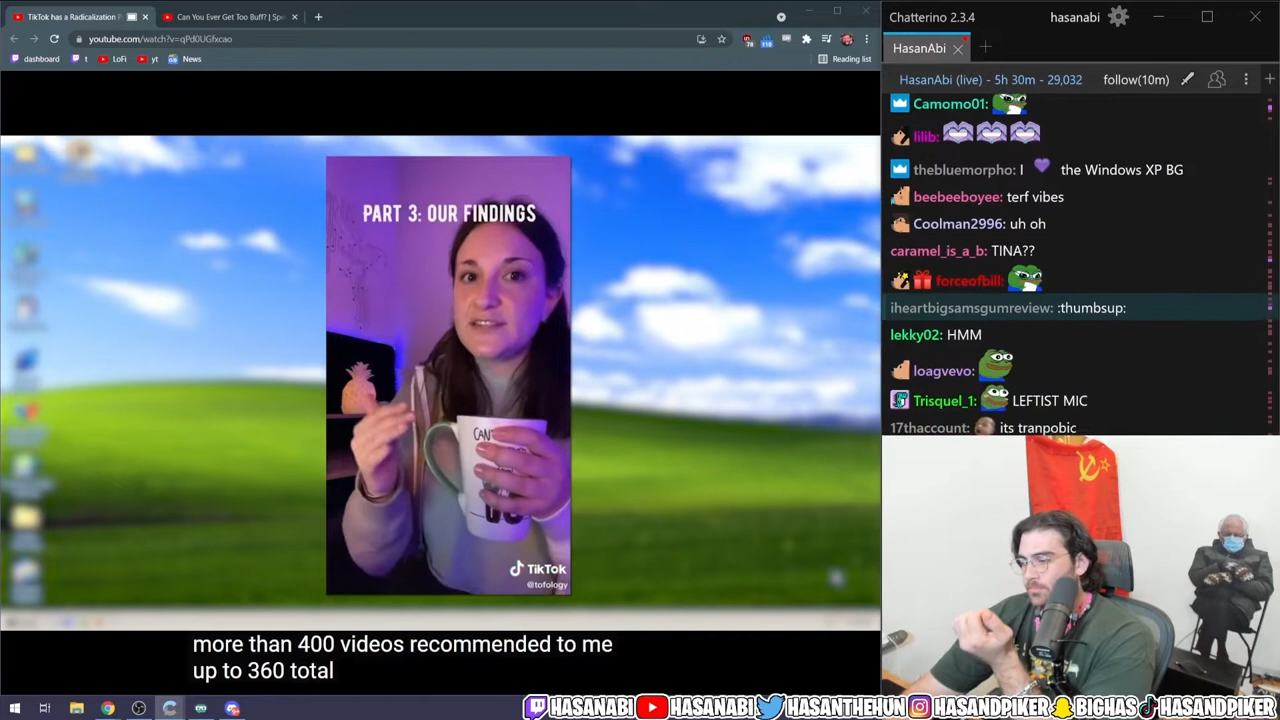 TikTok has a Radicalization P
Can You Ever Get Too Buff? | Sp
youtube.com/watch?v=qPd0UGfxcao
dashboard
t
LoFi
yt
News
Reading list
78
110
PART 3: OUR FINDINGS
CAN'T
TikTok
@tofology
more than 400 videos recommended to me
up to 360 total
Chatterino 2.3.4
hasanabi
HasanAbi
HasanAbi (live) - 5h 30m - 29,032
follow(10m)
Camomo01:
lilib:
thebluemorpho: I the Windows XP BG
beebeeboyee: terf vibes
Coolman2996: uh oh
caramel_is_a_b: TINA??
forceofbill:
iheartbigsamsgumreview: :thumbsup:
lekky02: HMM
loagvevo:
Trisquel_1: LEFTIST MIC
17thaccount: its tranpobic
HASANABI HASANABI HASANTHEHUN HASANDPIKER BIGHAS HASANDPIKER